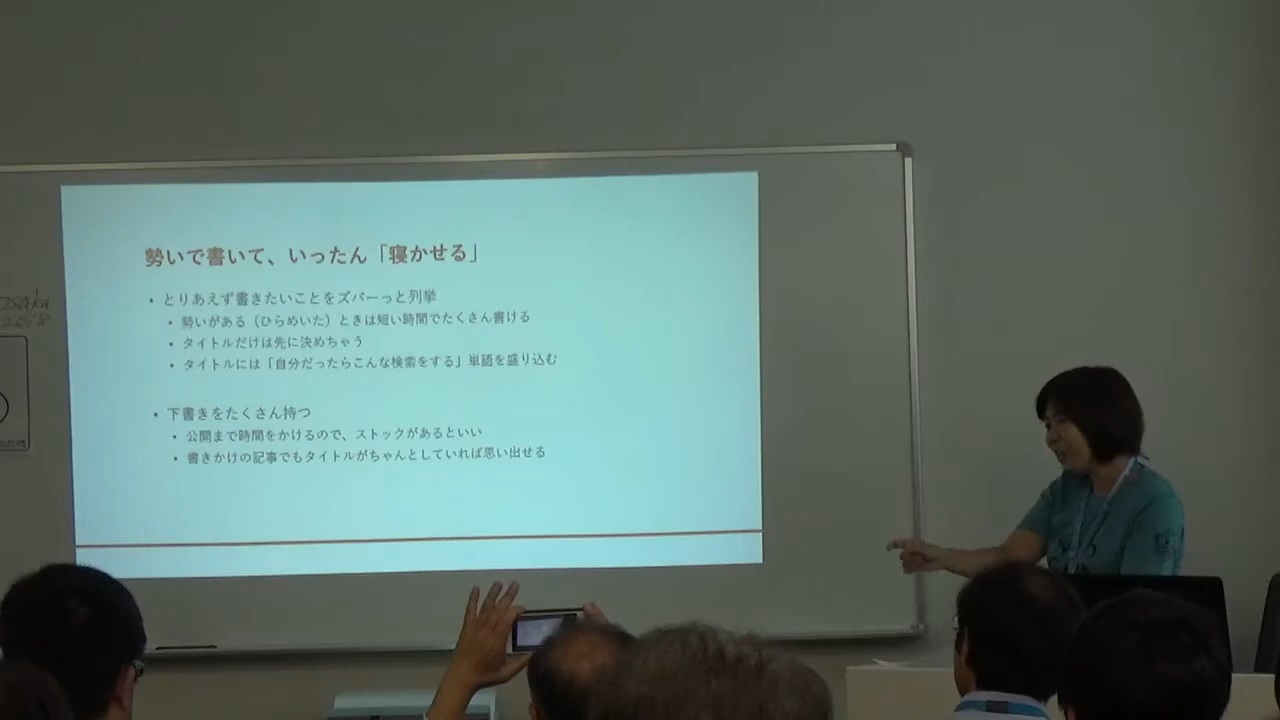 勢いで書いて、いったん「寝かせる」
• とりあえず書きたいことをズバーっと列挙
• 勢いがある（ひらめいた）ときは短い時間でたくさん書ける
• タイトルだけは先に決めちゃう
• タイトルには「自分だったらこんな検索をする」単語を盛り込む
• 下書きをたくさん持つ
• 公開まで時間をかけるので、ストックがあるといい
• 書きかけの記事でもタイトルがちゃんとしていれば思い出せる
osaka
2018